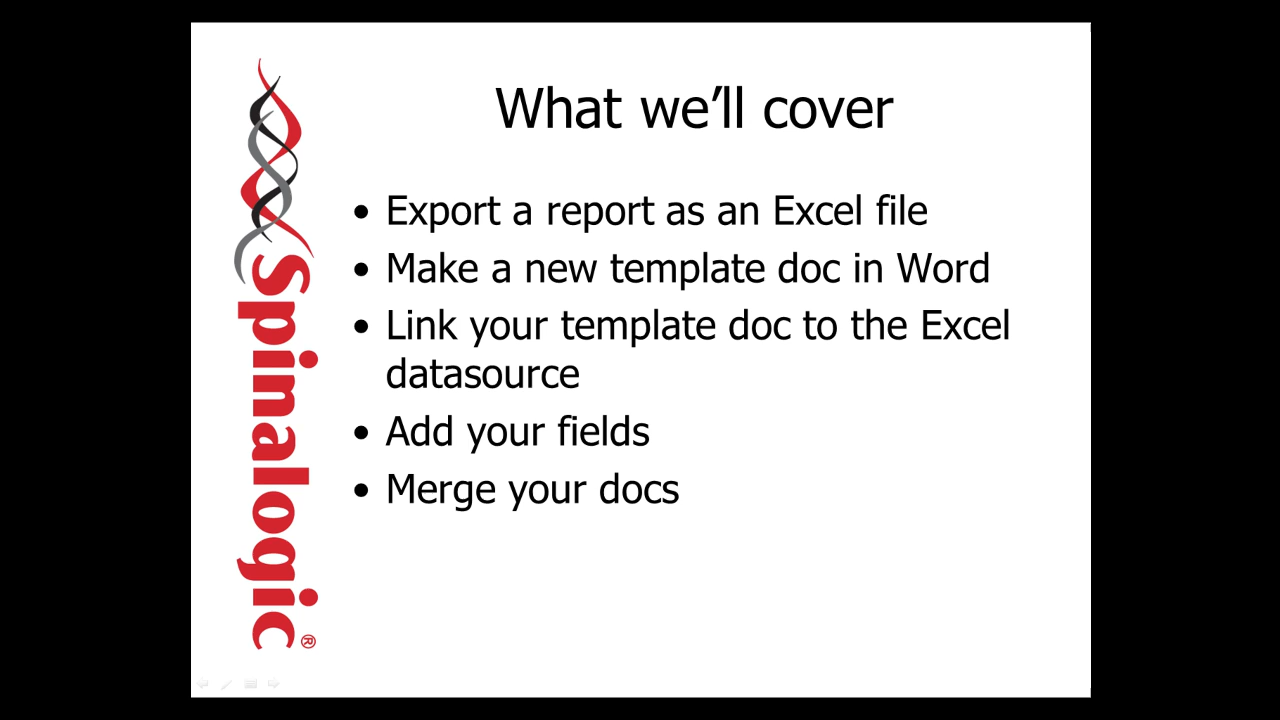 What we’ll cover
• Export a report as an Excel file
• Make a new template doc in Word
• Link your template doc to the Excel
datasource
• Add your fields
• Merge your docs
Spinalogic®